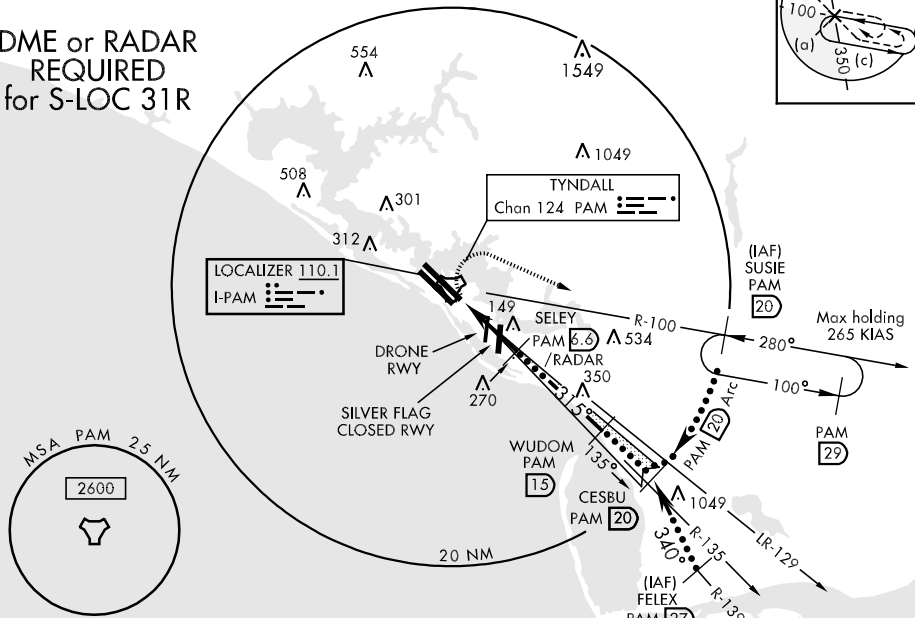 DME or RADAR
REQUIRED
for S-LOC 31R
554
1549
100
(a)
(c)
350
1049
508
301
TYNDALL
Chan 124 PAM
312
LOCALIZER 110.1
I-PAM
(IAF)
SUSIE
PAM
20
149
SELEY
PAM 6.6
/RADAR
R-100
534
280°
Max holding
265 KIAS
100°
DRONE
RWY
350
270
315°
SILVER FLAG
CLOSED RWY
PAM 20 Arc
PAM
29
MSA PAM 25 NM
2600
WUDOM
PAM
15
135°
CESBU
PAM 20
1049
R-135
LR-129
340°
20 NM
(IAF)
FELEX
PAM 27
R-139